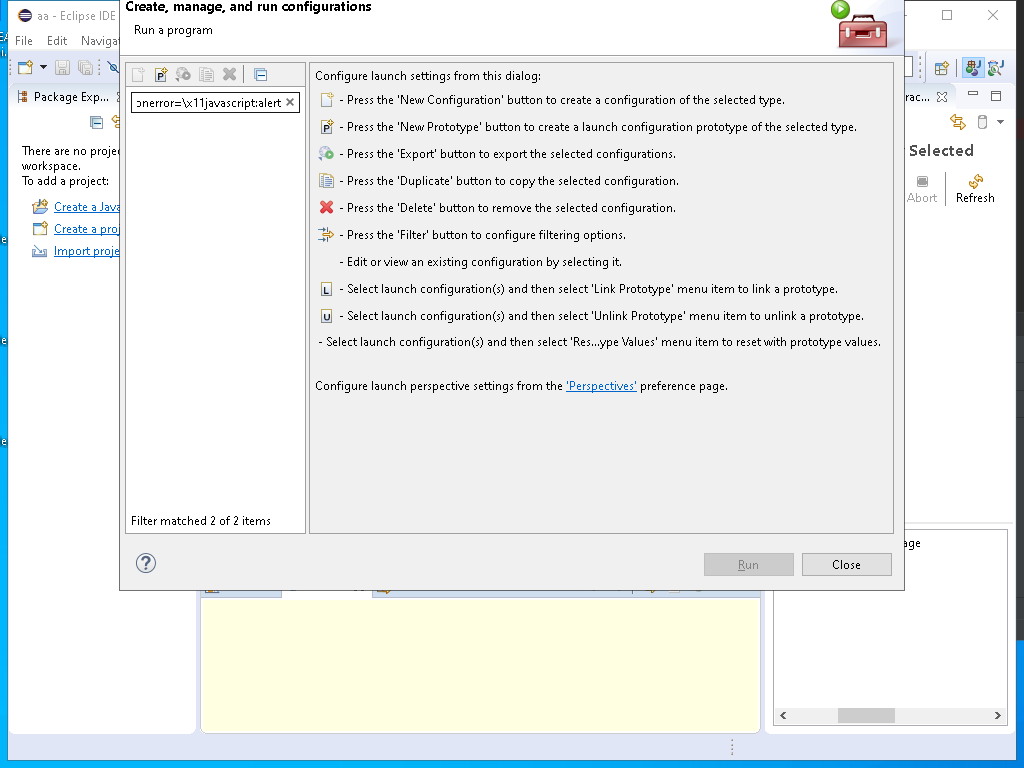 aa - Eclipse IDE
File Edit Navigat
Package Exp...
There are no proje
workspace.
To add a project:
Create a Java
Create a proj
Import proje
Create, manage, and run configurations
Run a program
onerror=\x11javascript:alert
Filter matched 2 of 2 items
Configure launch settings from this dialog:
- Press the 'New Configuration' button to create a configuration of the selected type.
P - Press the 'New Prototype' button to create a launch configuration prototype of the selected type.
- Press the 'Export' button to export the selected configurations.
- Press the 'Duplicate' button to copy the selected configuration.
- Press the 'Delete' button to remove the selected configuration.
- Press the 'Filter' button to configure filtering options.
- Edit or view an existing configuration by selecting it.
L - Select launch configuration(s) and then select 'Link Prototype' menu item to link a prototype.
U - Select launch configuration(s) and then select 'Unlink Prototype' menu item to unlink a prototype.
- Select launch configuration(s) and then select 'Res...ype Values' menu item to reset with prototype values.
Configure launch perspective settings from the 'Perspectives' preference page.
?
Run Close
rac...
Selected
Abort Refresh
age